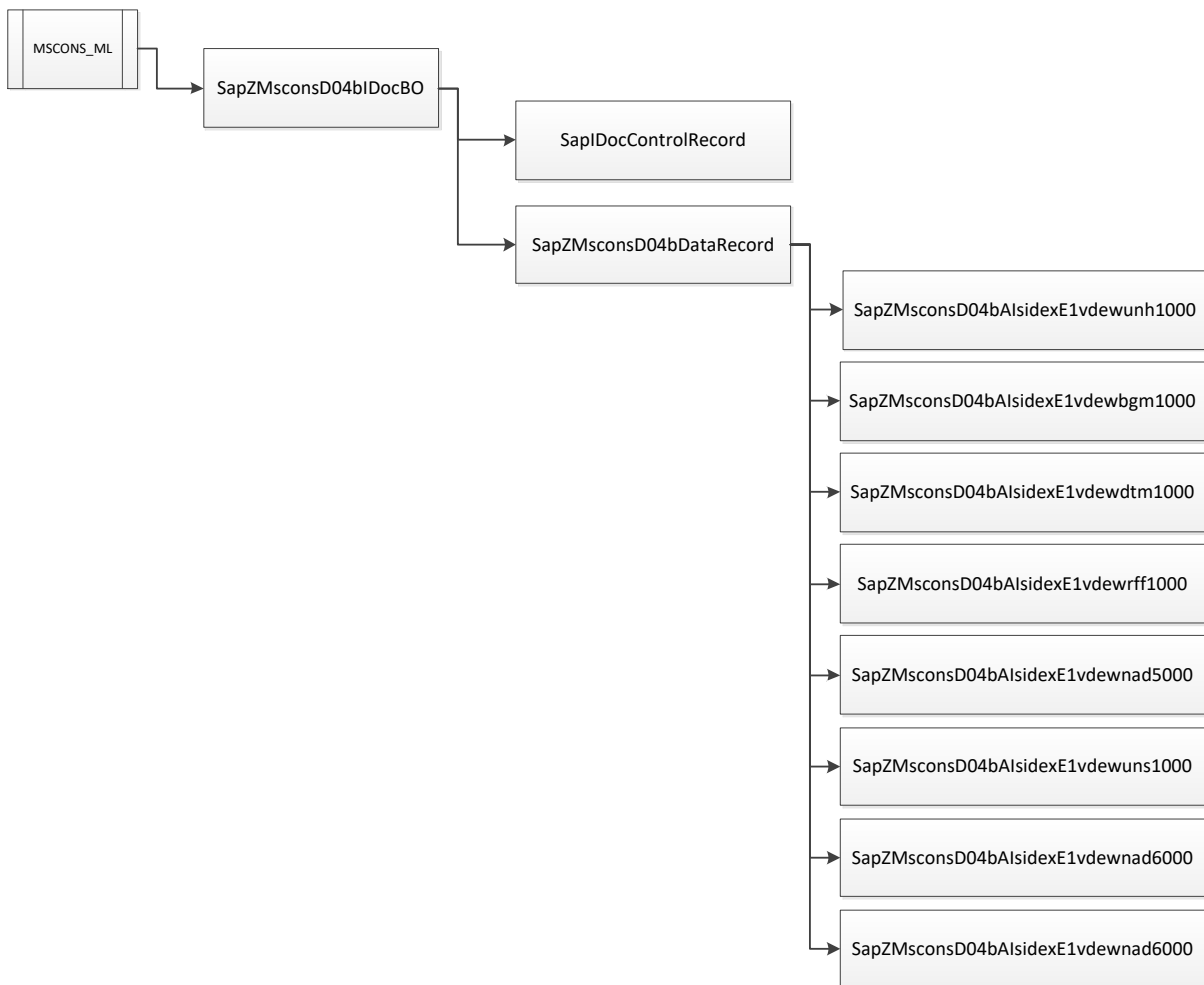 MSCONS_ML
SapZMsconsD04bIDocBO
SapIDocControlRecord
SapZMsconsD04bDataRecord
SapZMsconsD04bAIsidexE1vdewunh1000
SapZMsconsD04bAIsidexE1vdewbgm1000
SapZMsconsD04bAIsidexE1vdewdtm1000
SapZMsconsD04bAIsidexE1vdewrff1000
SapZMsconsD04bAIsidexE1vdewnad5000
SapZMsconsD04bAIsidexE1vdewuns1000
SapZMsconsD04bAIsidexE1vdewnad6000
SapZMsconsD04bAIsidexE1vdewnad6000